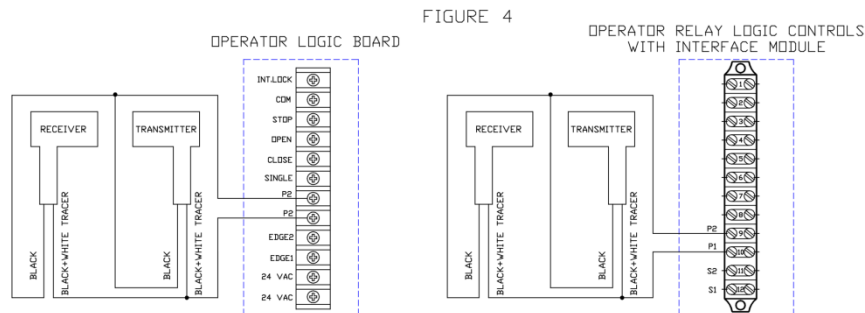 FIGURE 4
OPERATOR LOGIC BOARD
INT.LOCK
COM
STOP
OPEN
CLOSE
SINGLE
P2
P2
EDGE2
EDGE1
24 VAC
24 VAC
RECEIVER
TRANSMITTER
BLACK
BLACK+WHITE TRACER
BLACK
BLACK+WHITE TRACER
OPERATOR RELAY LOGIC CONTROLS
WITH INTERFACE MODULE
RECEIVER
TRANSMITTER
BLACK
BLACK+WHITE TRACER
BLACK
BLACK+WHITE TRACER
1
2
3
4
5
6
7
8
P2 9
P1 10
S2 11
S1 12